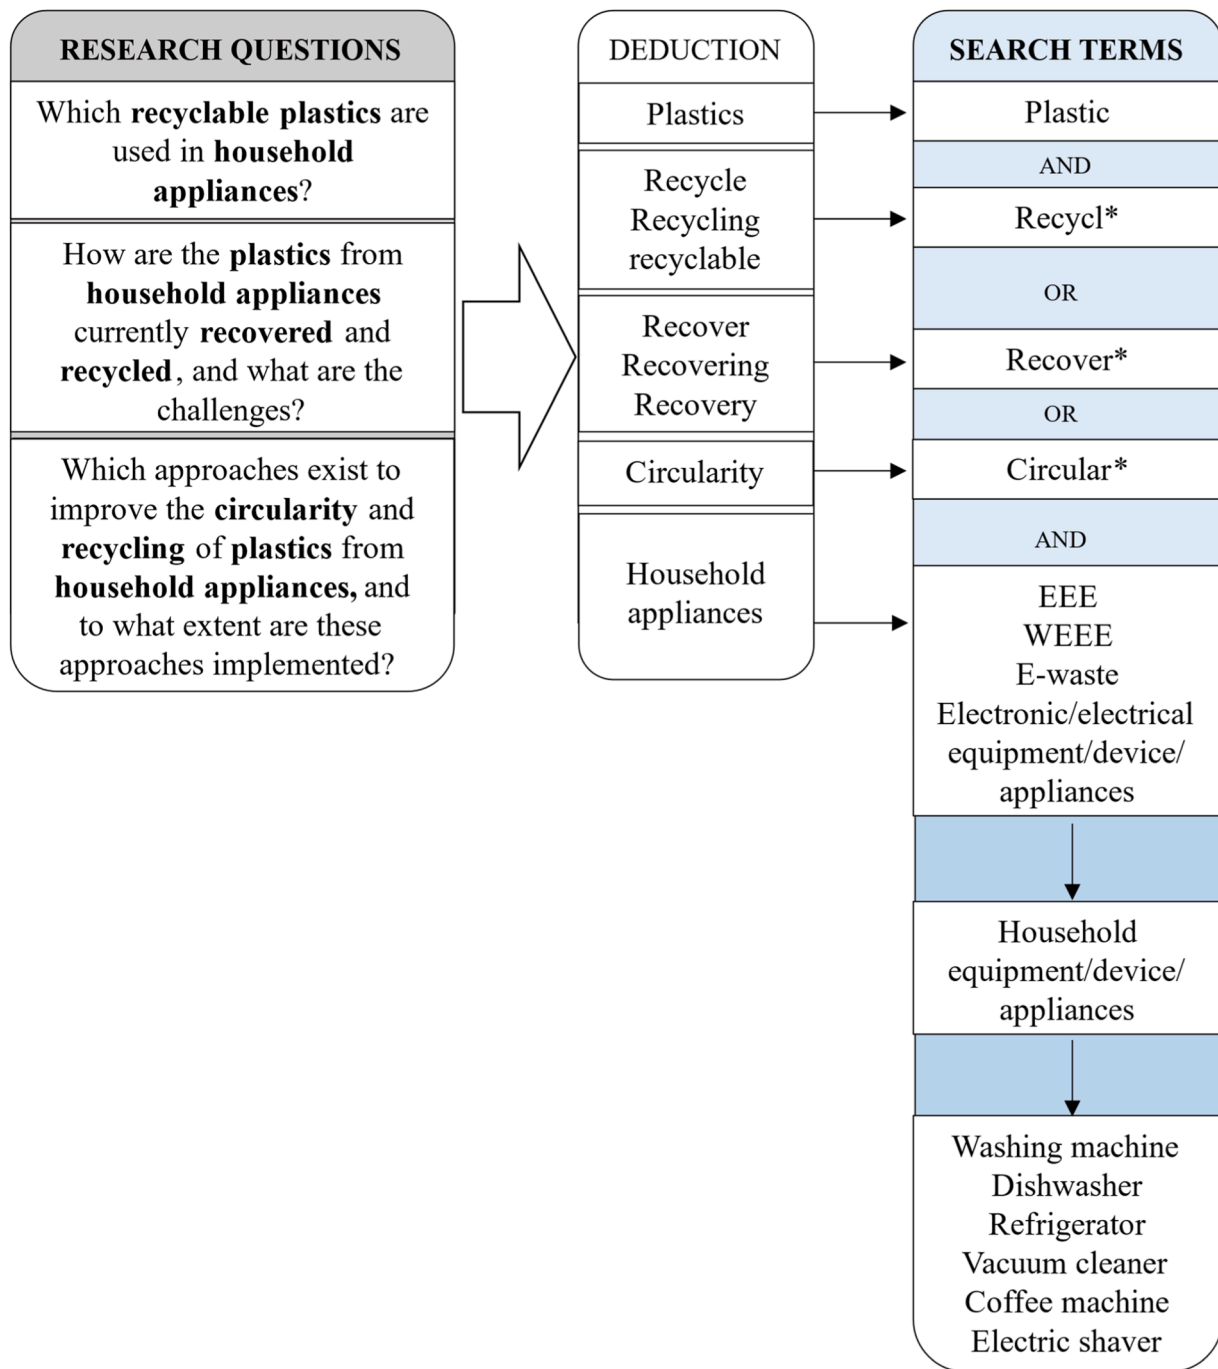 RESEARCH QUESTIONS
Which recyclable plastics are
used in household
appliances?
How are the plastics from
household appliances
currently recovered and
recycled, and what are the
challenges?
Which approaches exist to
improve the circularity and
recycling of plastics from
household appliances, and
to what extent are these
approaches implemented?
DEDUCTION
Plastics
Recycle
Recycling
recyclable
Recover
Recovering
Recovery
Circularity
Household
appliances
SEARCH TERMS
Plastic
AND
Recycl*
OR
Recover*
OR
Circular*
AND
EEE
WEEE
E-waste
Electronic/electrical
equipment/device/
appliances
Household
equipment/device/
appliances
Washing machine
Dishwasher
Refrigerator
Vacuum cleaner
Coffee machine
Electric shaver